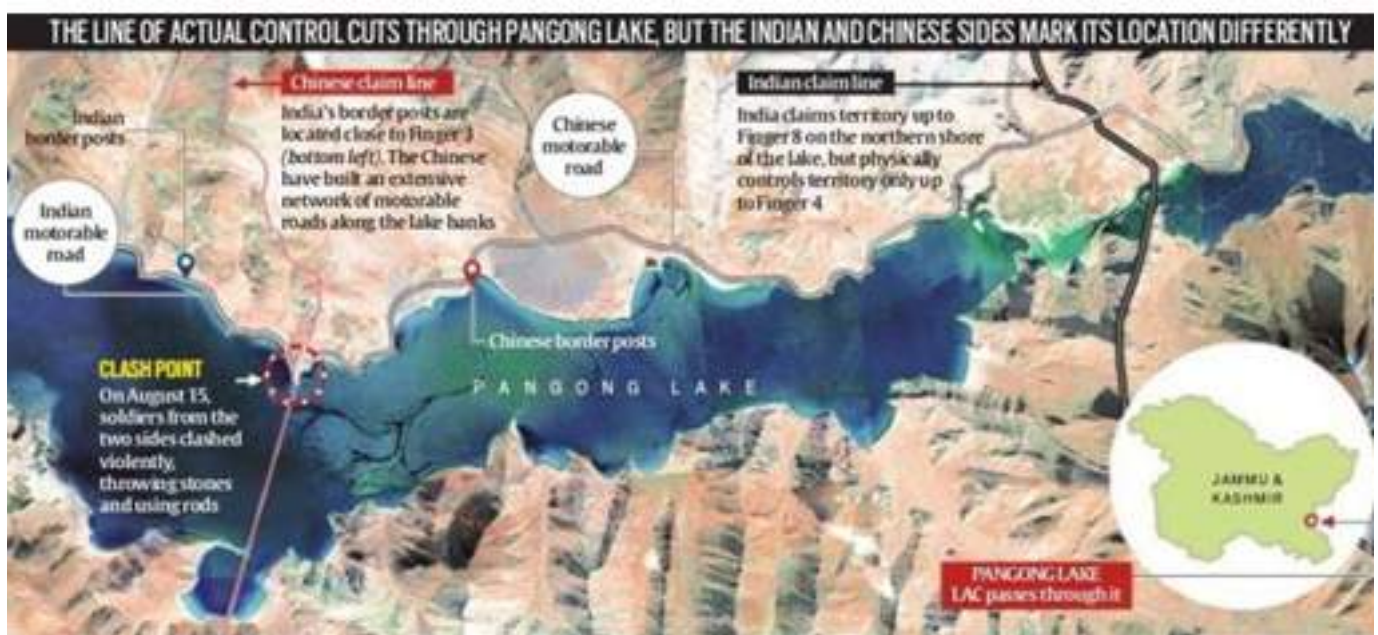 THE LINE OF ACTUAL CONTROL CUTS THROUGH PANGONG LAKE, BUT THE INDIAN AND CHINESE SIDES MARK ITS LOCATION DIFFERENTLY
Indian
border posts
Indian
motorable
road
Chinese claim line
India's border posts are
located close to Finger 3
(bottom left). The Chinese
have built an extensive
network of motorable
roads along the lake banks
Chinese
motorable
road
Indian claim line
India claims territory up to
Finger 8 on the northern shore
of the lake, but physically
controls territory only up
to Finger 4
Chinese border posts
PANGONG LAKE
CLASH POINT
On August 15,
soldiers from the
two sides clashed
violently,
throwing stones
and using rods
JAMMU &
KASHMIR
PANGONG LAKE
LAC passes through it